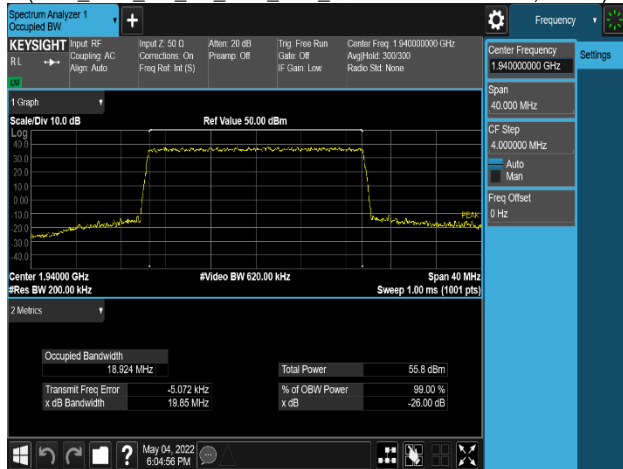 Spectrum Analyzer 1
Occupied BW
Frequency
KEYSIGHT
Input: RF
Input Z: 50 Ω
Atten: 20 dB
Trig: Free Run
Center Freq: 1.940000000 GHz
R L
Coupling: AC
Corrections: On
Preamp: Off
Gate: Off
Avg|Hold: 300/300
Align: Auto
Freq Ref: Int (S)
IF Gain: Low
Radio Std: None
Center Frequency
1.940000000 GHz
Settings
Span
40.000 MHz
CF Step
4.000000 MHz
Auto
Man
Freq Offset
0 Hz
1 Graph
Scale/Div 10.0 dB
Ref Value 50.00 dBm
Log
40.0
30.0
20.0
10.0
0.00
-10.0
PEAK
-20.0
-30.0
-40.0
Center 1.94000 GHz
#Video BW 620.00 kHz
Span 40 MHz
#Res BW 200.00 kHz
Sweep 1.00 ms (1001 pts)
2 Metrics
Occupied Bandwidth
18.924 MHz
Total Power
55.8 dBm
Transmit Freq Error
-5.072 kHz
% of OBW Power
99.00 %
x dB Bandwidth
19.85 MHz
x dB
-26.00 dB
?
May 04, 2022
6:04:56 PM